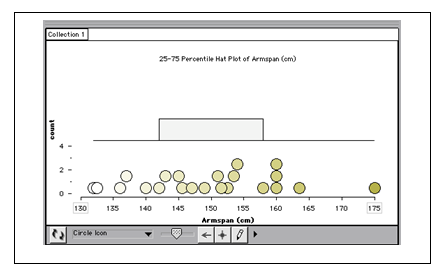 Collection 1
25-75 Percentile Hat Plot of Armspan (cm)
count
4
2
0
130 135 140 145 150 155 160 165 170 175
Armspan (cm)
Circle Icon